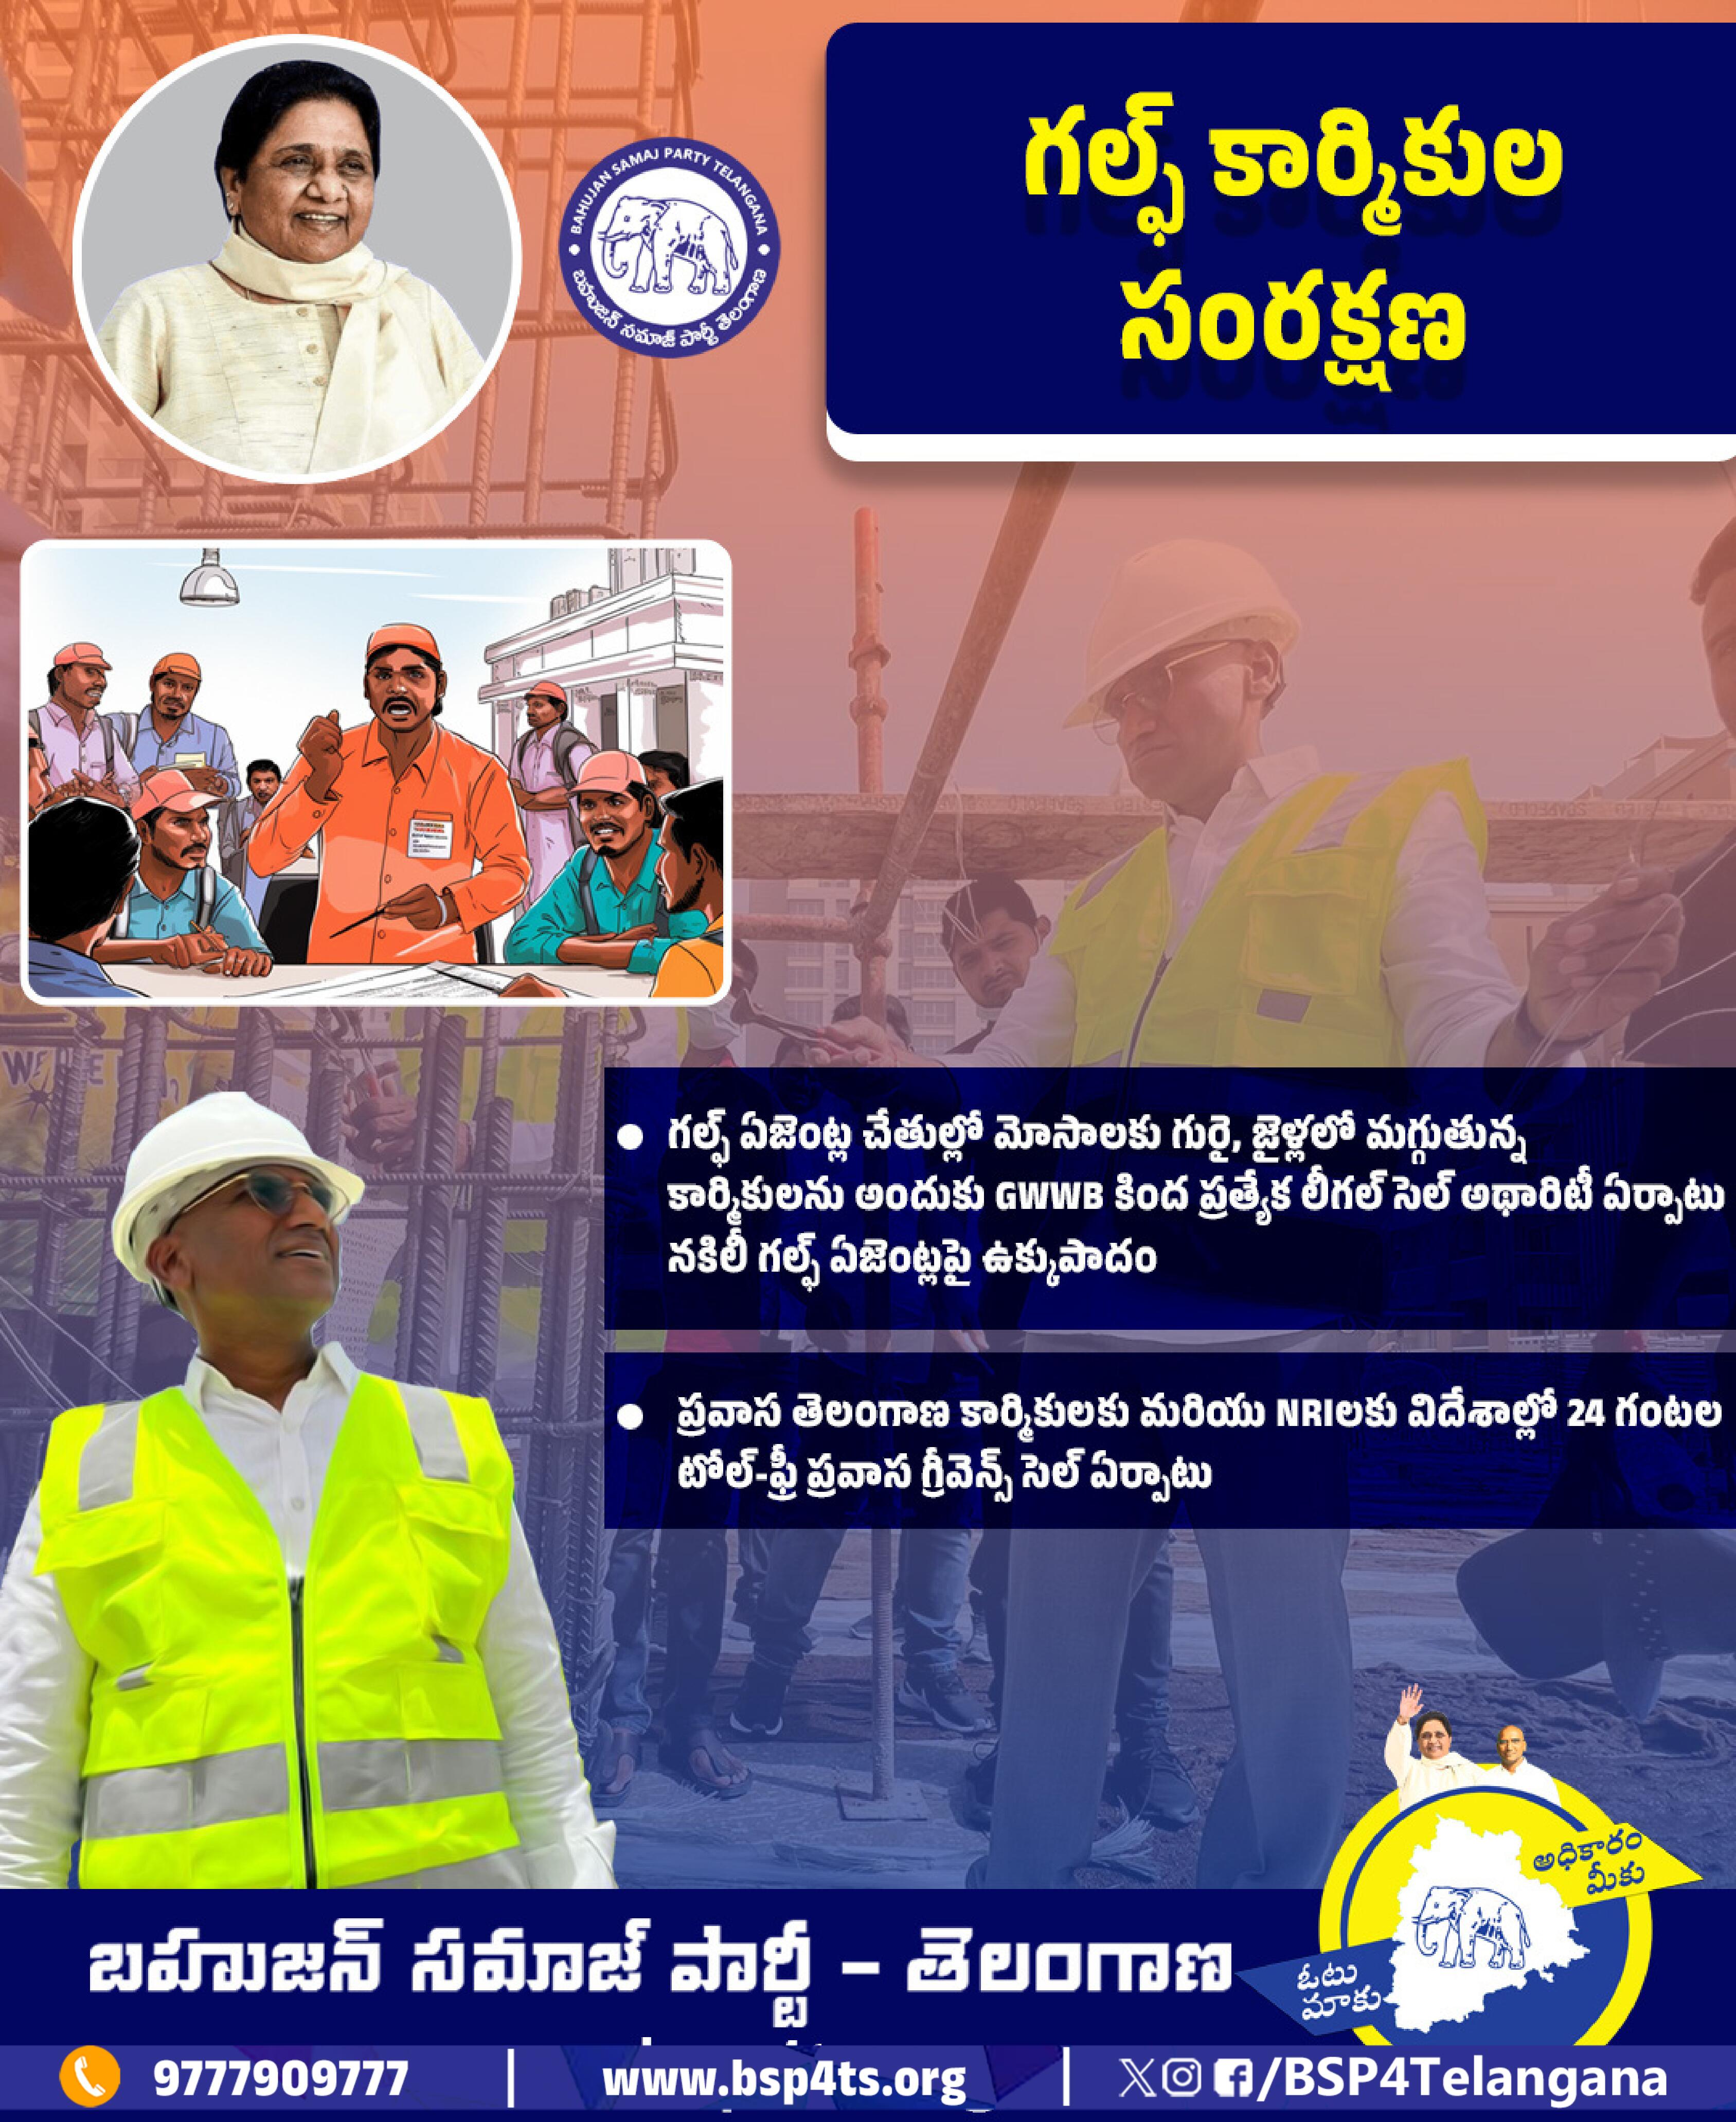 BAHUJAN SAMAJ PARTY TELANGANA
బహుజన్ సమాజ్ పార్టీ తెలంగాణ
గల్ఫ్ కార్మికుల
సంరక్షణ
గల్ఫ్ ఏజెంట్ల చేతుల్లో మోసాలకు గురై, జైళ్లలో మగ్గుతున్న
కార్మికులను అందుకు GWWB కింద ప్రత్యేక లీగల్ సెల్ అథారిటీ ఏర్పాటు
నకిలీ గల్ఫ్ ఏజెంట్లపై ఉక్కుపాదం
ప్రవాస తెలంగాణ కార్మికులకు మరియు NRIలకు విదేశాల్లో 24 గంటల
టోల్-ఫ్రీ ప్రవాస గ్రీవెన్స్ సెల్ ఏర్పాటు
అధికారం
మీకు
ఓటు
మాకు
బహుజన్ సమాజ్ పార్టీ – తెలంగాణ
9777909777 | www.bsp4ts.org | /BSP4Telangana